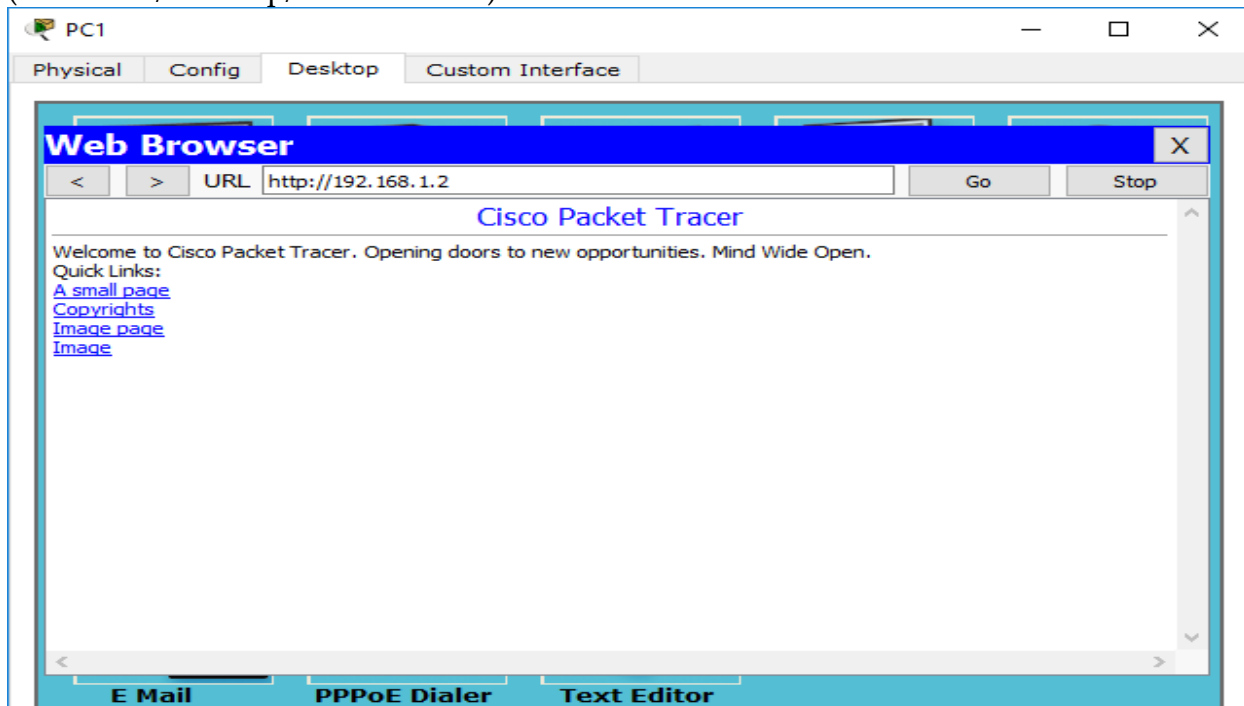 PC1
Physical Config Desktop Custom Interface
Web Browser X
< > URL http://192.168.1.2 Go Stop
Cisco Packet Tracer
Welcome to Cisco Packet Tracer. Opening doors to new opportunities. Mind Wide Open.
Quick Links:
A small page
Copyrights
Image page
Image
E Mail PPPoE Dialer Text Editor